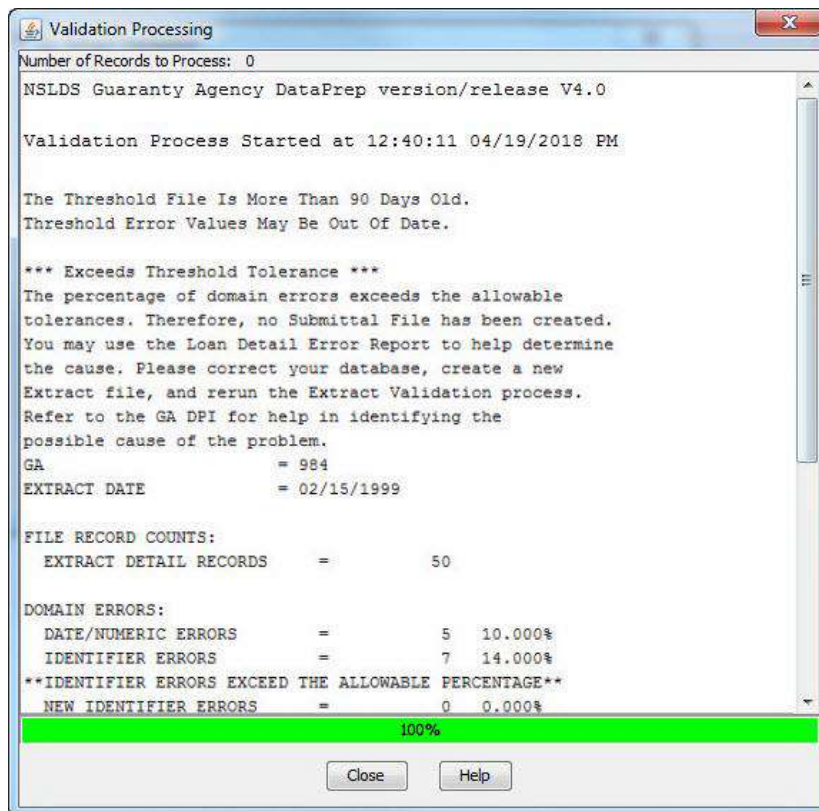 Validation Processing
Number of Records to Process: 0
NSLDS Guaranty Agency DataPrep version/release V4.0
Validation Process Started at 12:40:11 04/19/2018 PM
The Threshold File Is More Than 90 Days Old.
Threshold Error Values May Be Out Of Date.
*** Exceeds Threshold Tolerance ***
The percentage of domain errors exceeds the allowable
tolerances. Therefore, no Submittal File has been created.
You may use the Loan Detail Error Report to help determine
the cause. Please correct your database, create a new
Extract file, and rerun the Extract Validation process.
Refer to the GA DPI for help in identifying the
possible cause of the problem.
GA = 984
EXTRACT DATE = 02/15/1999
FILE RECORD COUNTS:
EXTRACT DETAIL RECORDS = 50
DOMAIN ERRORS:
DATE/NUMERIC ERRORS = 5 10.000%
IDENTIFIER ERRORS = 7 14.000%
**IDENTIFIER ERRORS EXCEED THE ALLOWABLE PERCENTAGE**
NEW IDENTIFIER ERRORS = 0 0.000%
100%
Close Help